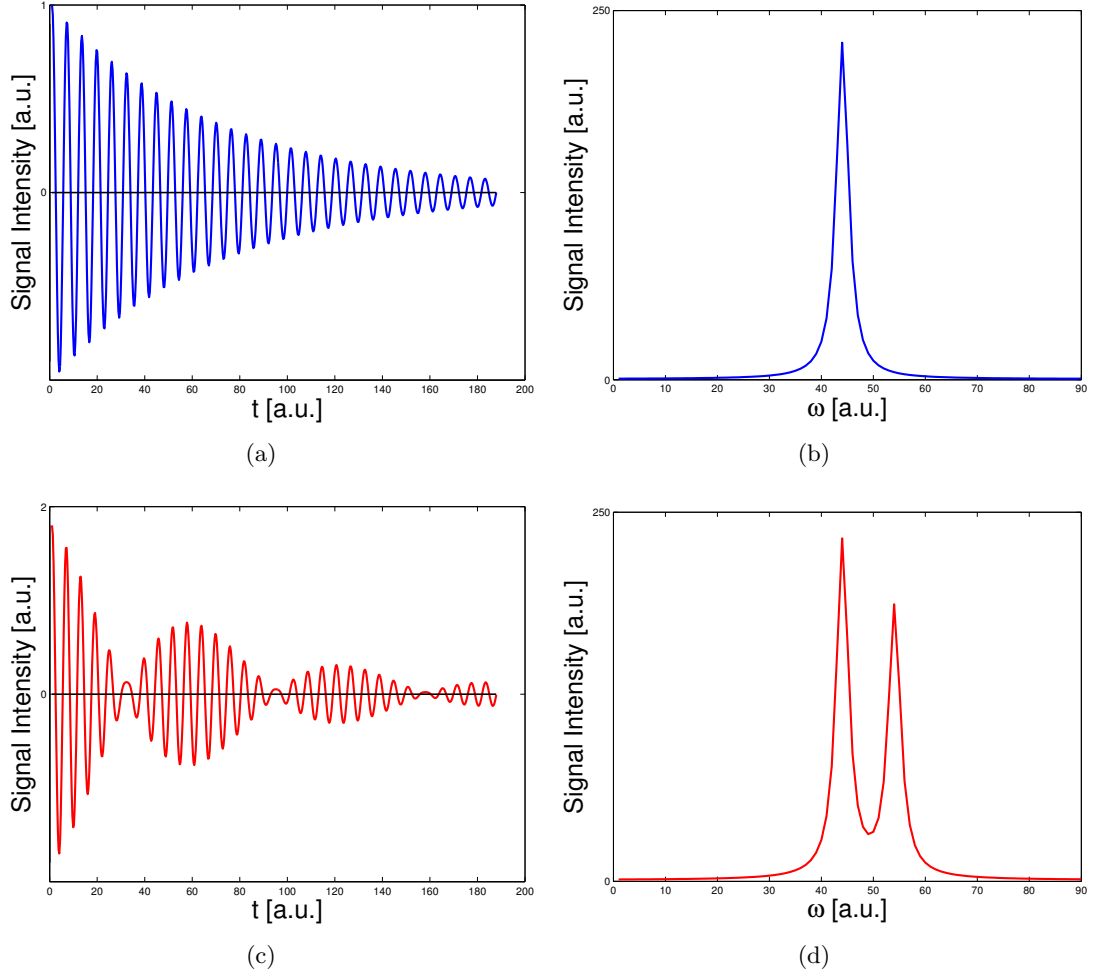 1
0
Signal Intensity [a.u.]
0 20 40 60 80 100 120 140 160 180 200
t [a.u.]
(a)
250
0
Signal Intensity [a.u.]
0 10 20 30 40 50 60 70 80 90
ω [a.u.]
(b)
2
0
Signal Intensity [a.u.]
0 20 40 60 80 100 120 140 160 180 200
t [a.u.]
(c)
250
0
Signal Intensity [a.u.]
0 10 20 30 40 50 60 70 80 90
ω [a.u.]
(d)